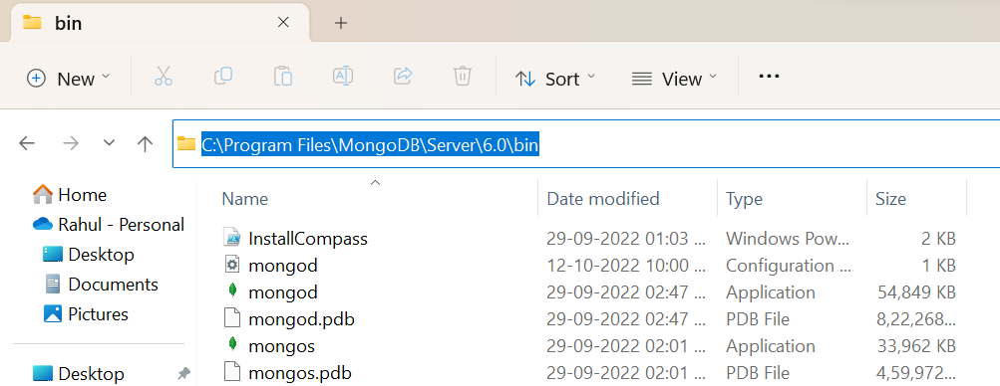 bin
New Sort View
C:\Program Files\MongoDB\Server\6.0\bin
Home
Rahul - Personal
Desktop
Documents
Pictures
Desktop
Name Date modified Type Size
InstallCompass 29-09-2022 01:03 ... Windows Pow... 2 KB
mongod 12-10-2022 10:00 ... Configuration ... 1 KB
mongod 29-09-2022 02:47 ... Application 54,849 KB
mongod.pdb 29-09-2022 02:47 ... PDB File 8,22,268...
mongos 29-09-2022 02:01 ... Application 33,962 KB
mongos.pdb 29-09-2022 02:01 ... PDB File 4,59,972...